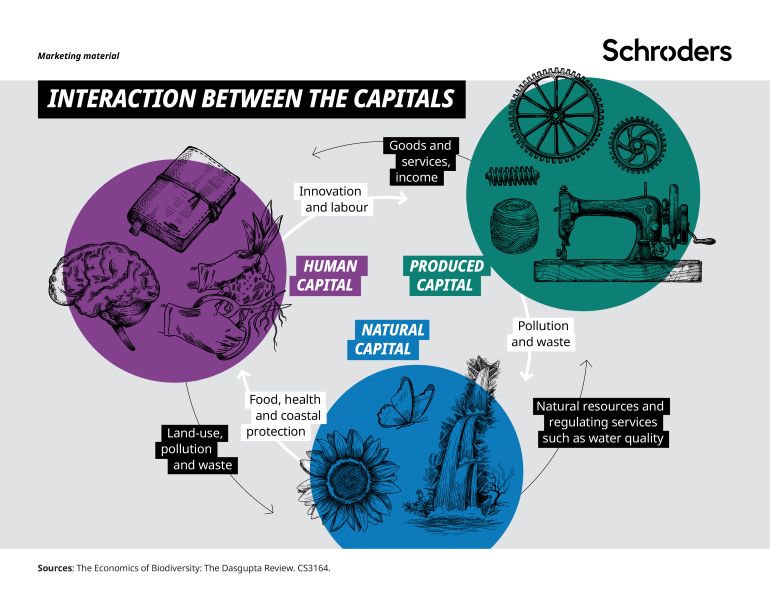 Marketing material
Schroders
INTERACTION BETWEEN THE CAPITALS
Goods and
services,
income
Innovation
and labour
HUMAN
CAPITAL
PRODUCED
CAPITAL
NATURAL
CAPITAL
Pollution
and waste
Food, health
and coastal
protection
Natural resources and
regulating services
such as water quality
Land-use,
pollution
and waste
Sources: The Economics of Biodiversity: The Dasgupta Review. CS3164.